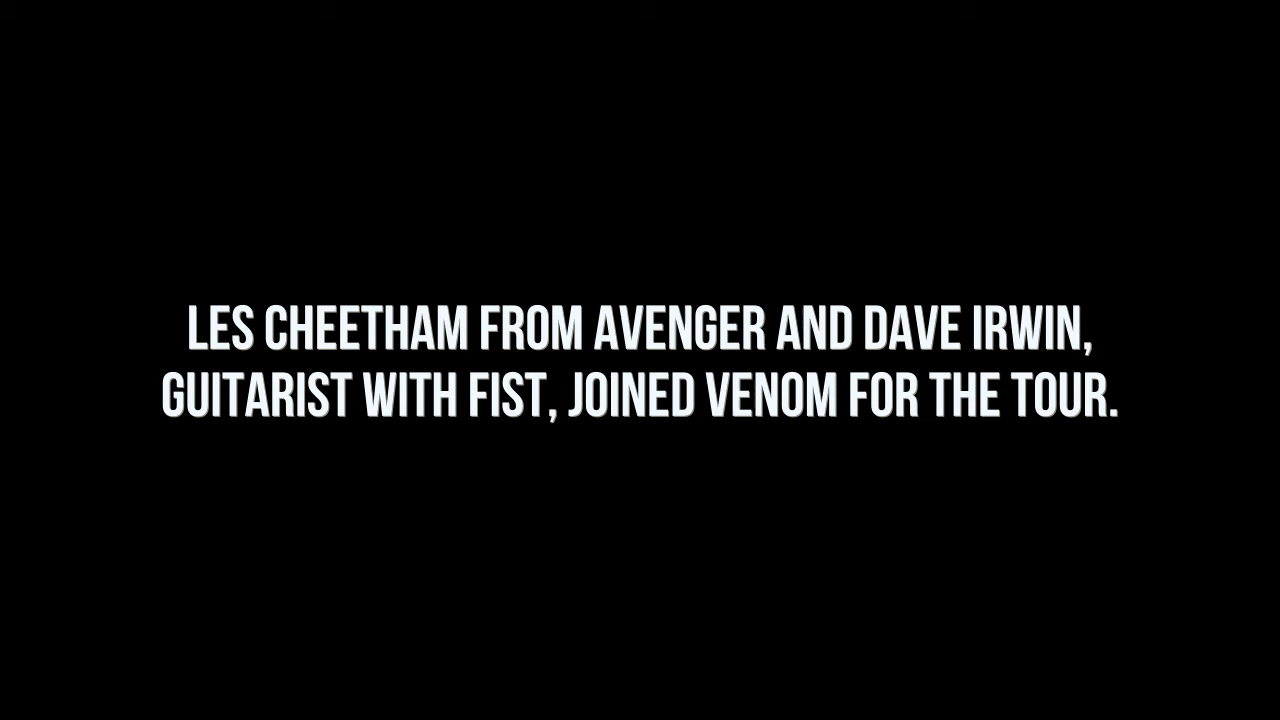 LES CHEETHAM FROM AVENGER AND DAVE IRWIN,
GUITARIST WITH FIST, JOINED VENOM FOR THE TOUR.